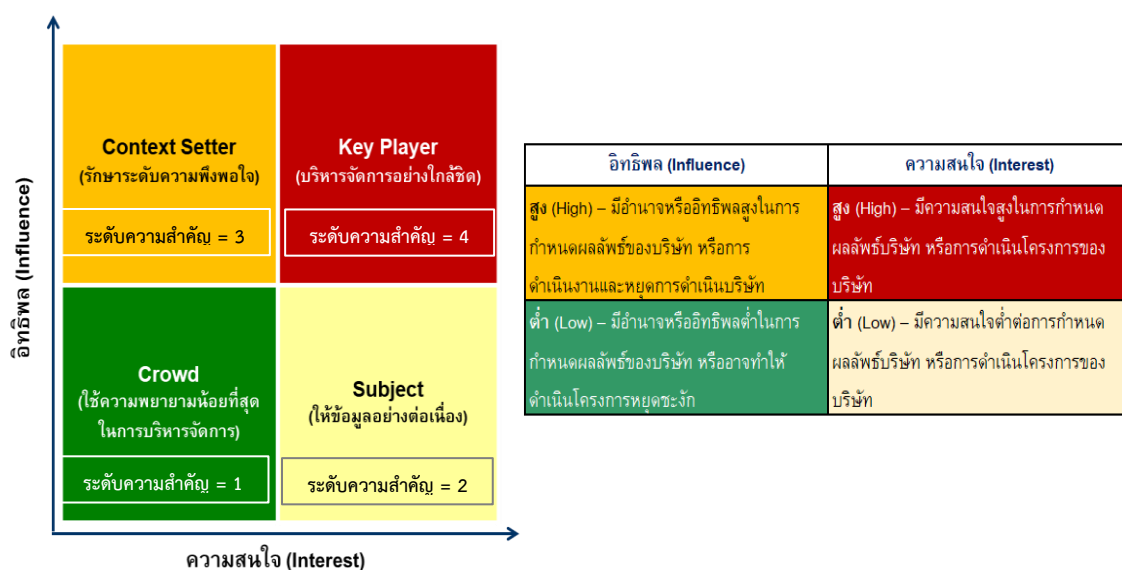 อิทธิพล (Influence)
Context Setter
(รักษาระดับความพึงพอใจ)
ระดับความสำคัญ = 3
Key Player
(บริหารจัดการอย่างใกล้ชิด)
ระดับความสำคัญ = 4
Crowd
(ใช้ความพยายามน้อยที่สุด
ในการบริหารจัดการ)
ระดับความสำคัญ = 1
Subject
(ให้ข้อมูลอย่างต่อเนื่อง)
ระดับความสำคัญ = 2
ความสนใจ (Interest)
อิทธิพล (Influence)
ความสนใจ (Interest)
สูง (High) – มีอำนาจหรืออิทธิพลสูงในการ
กำหนดผลลัพธ์ของบริษัท หรือการ
ดำเนินงานและหยุดการดำเนินบริษัท
สูง (High) – มีความสนใจสูงในการกำหนด
ผลลัพธ์บริษัท หรือการดำเนินโครงการของ
บริษัท
ต่ำ (Low) – มีอำนาจหรืออิทธิพลต่ำในการ
กำหนดผลลัพธ์ของบริษัท หรืออาจทำให้
ดำเนินโครงการหยุดชะงัก
ต่ำ (Low) – มีความสนใจต่ำต่อการกำหนด
ผลลัพธ์บริษัท หรือการดำเนินโครงการของ
บริษัท